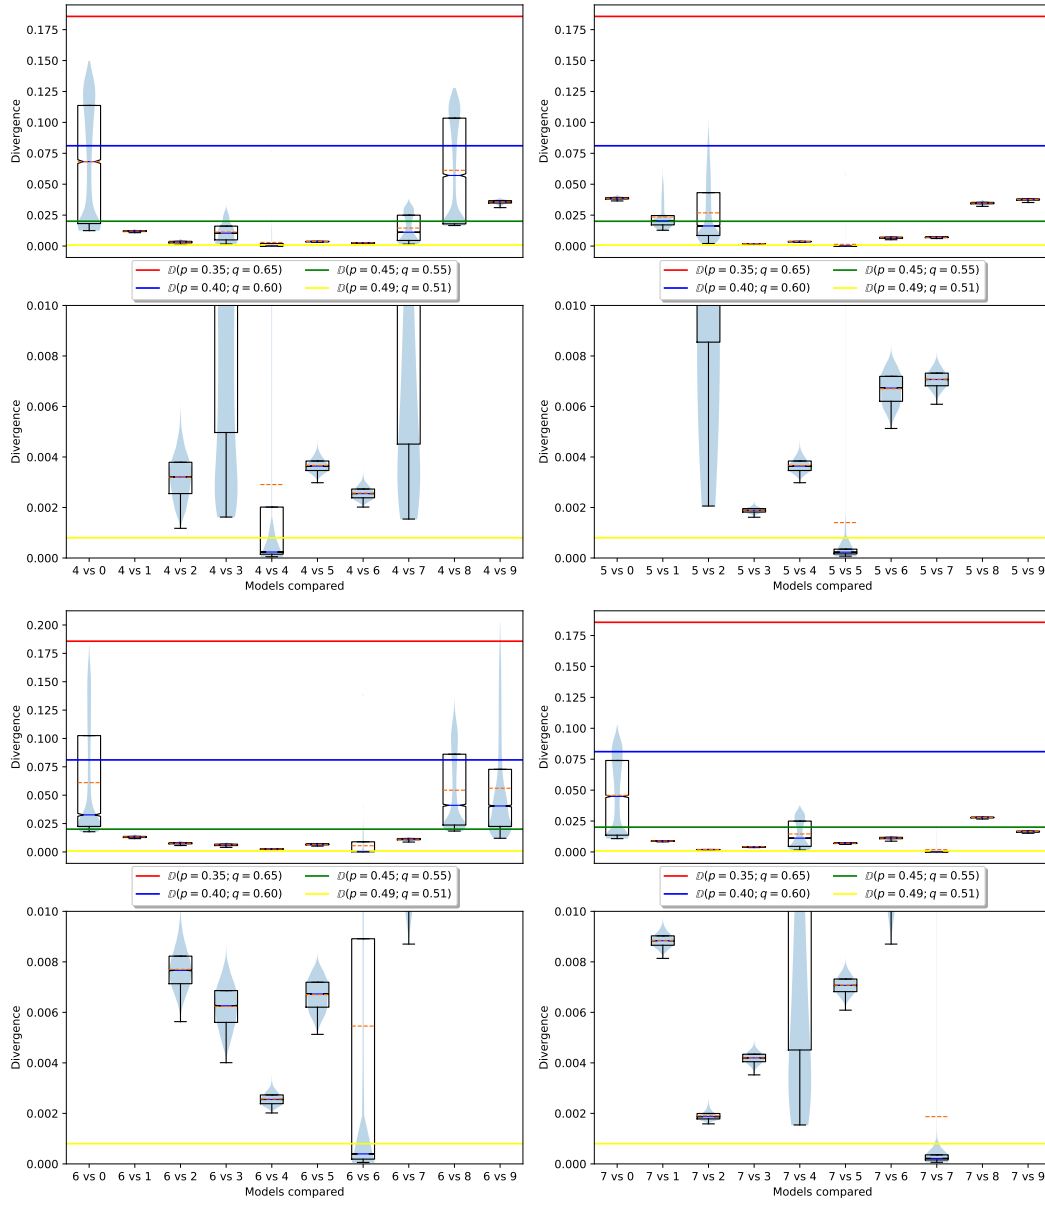 0.175
0.150
0.125
0.100
0.075
0.050
0.025
0.000
Divergence
0.175
0.150
0.125
0.100
0.075
0.050
0.025
0.000
Divergence
𝔻(p = 0.35; q = 0.65)
𝔻(p = 0.45; q = 0.55)
𝔻(p = 0.40; q = 0.60)
𝔻(p = 0.49; q = 0.51)
𝔻(p = 0.35; q = 0.65)
𝔻(p = 0.45; q = 0.55)
𝔻(p = 0.40; q = 0.60)
𝔻(p = 0.49; q = 0.51)
0.010
0.008
0.006
0.004
0.002
0.000
Divergence
4 vs 0 4 vs 1 4 vs 2 4 vs 3 4 vs 4 4 vs 5 4 vs 6 4 vs 7 4 vs 8 4 vs 9
Models compared
0.010
0.008
0.006
0.004
0.002
0.000
Divergence
5 vs 0 5 vs 1 5 vs 2 5 vs 3 5 vs 4 5 vs 5 5 vs 6 5 vs 7 5 vs 8 5 vs 9
Models compared
0.200
0.175
0.150
0.125
0.100
0.075
0.050
0.025
0.000
Divergence
0.175
0.150
0.125
0.100
0.075
0.050
0.025
0.000
Divergence
𝔻(p = 0.35; q = 0.65)
𝔻(p = 0.45; q = 0.55)
𝔻(p = 0.40; q = 0.60)
𝔻(p = 0.49; q = 0.51)
𝔻(p = 0.35; q = 0.65)
𝔻(p = 0.45; q = 0.55)
𝔻(p = 0.40; q = 0.60)
𝔻(p = 0.49; q = 0.51)
0.010
0.008
0.006
0.004
0.002
0.000
Divergence
6 vs 0 6 vs 1 6 vs 2 6 vs 3 6 vs 4 6 vs 5 6 vs 6 6 vs 7 6 vs 8 6 vs 9
Models compared
0.010
0.008
0.006
0.004
0.002
0.000
Divergence
7 vs 0 7 vs 1 7 vs 2 7 vs 3 7 vs 4 7 vs 5 7 vs 6 7 vs 7 7 vs 8 7 vs 9
Models compared